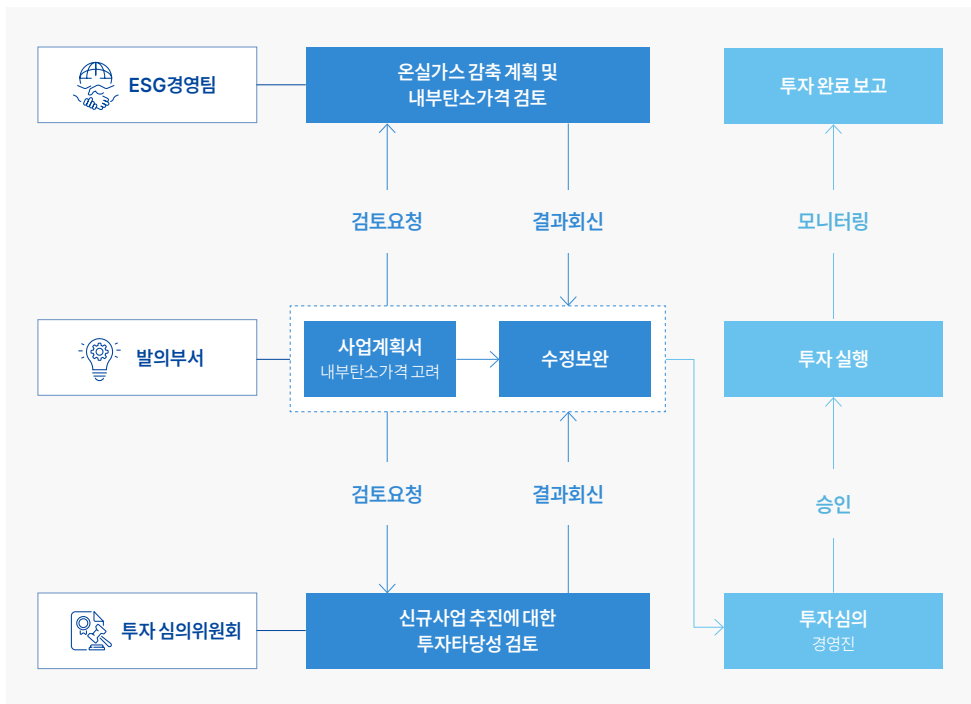 ESG경영팀
온실가스 감축 계획 및
내부탄소가격 검토
투자 완료 보고
검토요청
결과회신
모니터링
발의부서
사업계획서
내부탄소가격 고려
수정보완
투자 실행
검토요청
결과회신
승인
투자 심의위원회
신규사업 추진에 대한
투자타당성 검토
투자심의
경영진